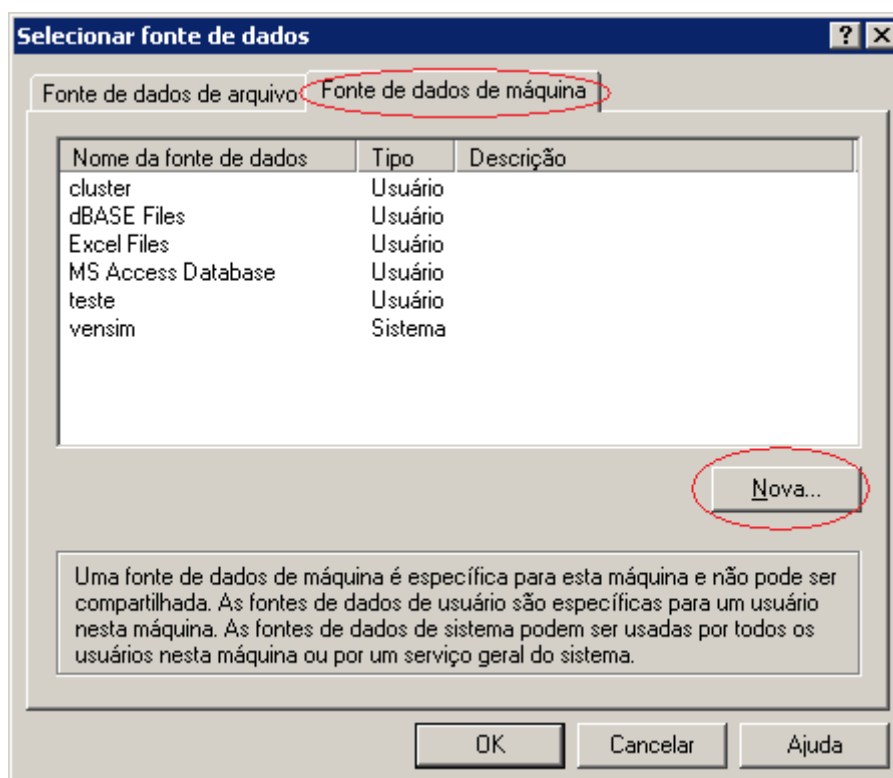 Selecionar fonte de dados
Fonte de dados de arquivo Fonte de dados de máquina
Nome da fonte de dados Tipo Descrição
cluster Usuário
dBASE Files Usuário
Excel Files Usuário
MS Access Database Usuário
teste Usuário
vensim Sistema
Nova...
Uma fonte de dados de máquina é específica para esta máquina e não pode ser
compartilhada. As fontes de dados de usuário são específicas para um usuário
nesta máquina. As fontes de dados de sistema podem ser usadas por todos os
usuários nesta máquina ou por um serviço geral do sistema.
OK Cancelar Ajuda